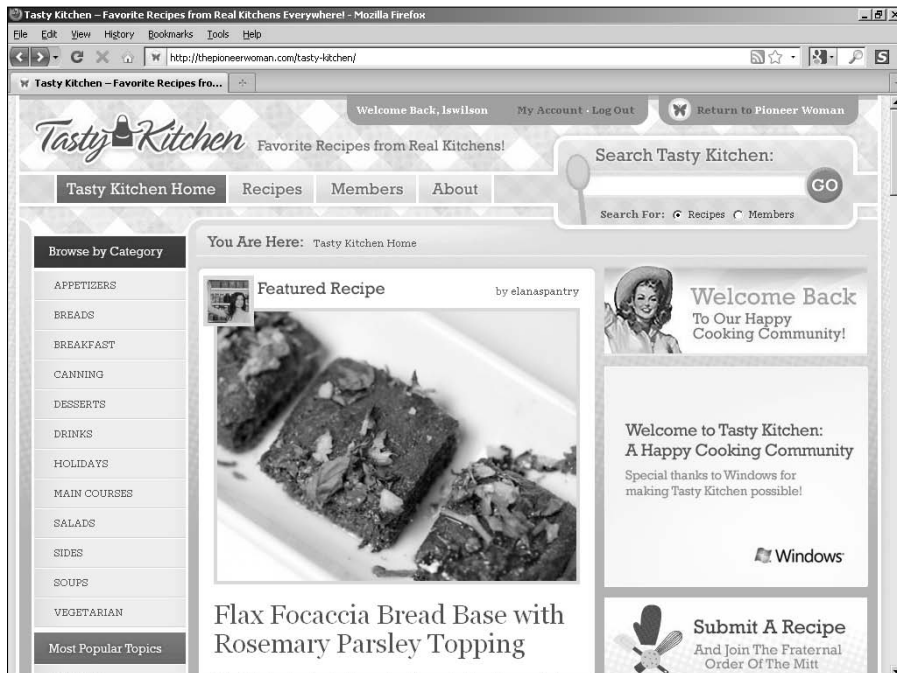 Tasty Kitchen – Favorite Recipes from Real Kitchens Everywhere! - Mozilla Firefox
File Edit View History Bookmarks Tools Help
http://thepioneerwoman.com/tasty-kitchen/
Tasty Kitchen – Favorite Recipes fro...
Welcome Back, lswilson My Account · Log Out Return to Pioneer Woman
Tasty Kitchen Favorite Recipes from Real Kitchens!
Search Tasty Kitchen:
GO
Search For: Recipes Members
Tasty Kitchen Home Recipes Members About
You Are Here: Tasty Kitchen Home
Browse by Category
APPETIZERS
BREADS
BREAKFAST
CANNING
DESSERTS
DRINKS
HOLIDAYS
MAIN COURSES
SALADS
SIDES
SOUPS
VEGETARIAN
Most Popular Topics
Featured Recipe by elanaspantry
Flax Focaccia Bread Base with
Rosemary Parsley Topping
Welcome Back
To Our Happy
Cooking Community!
Welcome to Tasty Kitchen:
A Happy Cooking Community
Special thanks to Windows for
making Tasty Kitchen possible!
Windows
Submit A Recipe
And Join The Fraternal
Order Of The Mitt